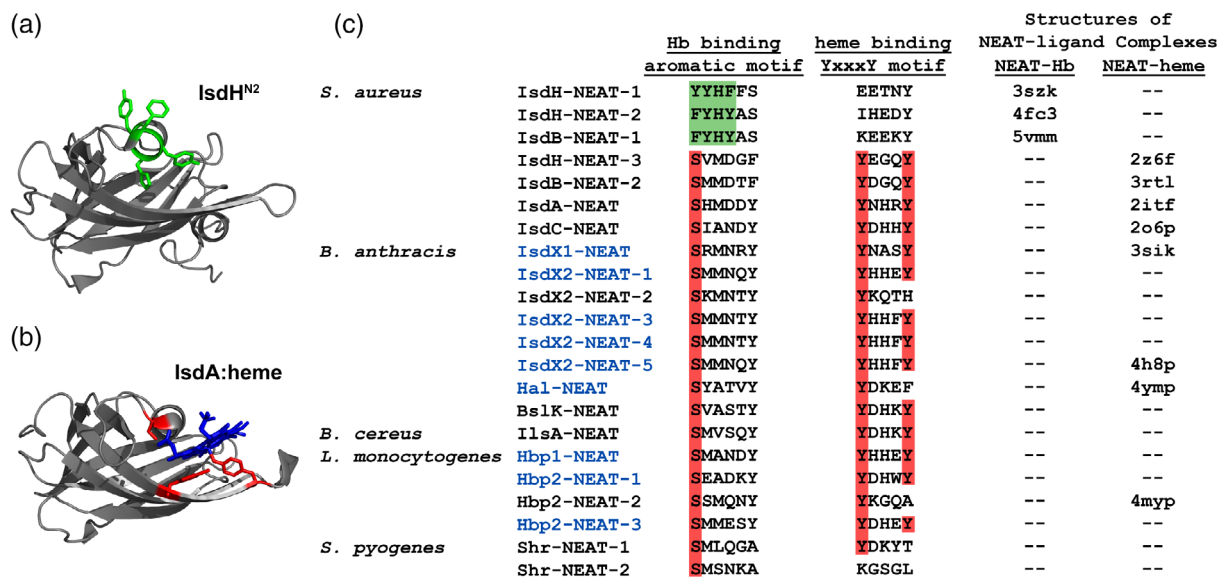 (a)
IsdH^N2
(b)
IsdA:heme
(c)
Structures of
Hb binding heme binding NEAT-ligand Complexes
aromatic motif YxxxY motif NEAT-Hb NEAT-heme
S. aureus IsdH-NEAT-1 YYHFFS EETNY 3szk --
IsdH-NEAT-2 FYHYAS IHEDY 4fc3 --
IsdB-NEAT-1 FYHYAS KEEKY 5vmm --
IsdH-NEAT-3 SVMDGF YEGQY -- 2z6f
IsdB-NEAT-2 SMMDTF YDGQY -- 3rtl
IsdA-NEAT SHMDDY YNHRY -- 2itf
IsdC-NEAT SIANDY YDHHY -- 2o6p
B. anthracis IsdX1-NEAT SRMNRY YNASY -- 3sik
IsdX2-NEAT-1 SMMNQY YHHEY -- --
IsdX2-NEAT-2 SKMNTY YKQTH -- --
IsdX2-NEAT-3 SMMNTY YHHFY -- --
IsdX2-NEAT-4 SMMNTY YHHFY -- --
IsdX2-NEAT-5 SMMNQY YHHFY -- 4h8p
Hal-NEAT SYATVY YDKEF -- 4ymp
BslK-NEAT SVASTY YDHKY -- --
B. cereus IlsA-NEAT SMVSQY YDHKY -- --
L. monocytogenes Hbp1-NEAT SMANDY YHHEY -- --
Hbp2-NEAT-1 SEADKY YDHWY -- --
Hbp2-NEAT-2 SSMQNY YKGQA -- 4myp
Hbp2-NEAT-3 SMMESY YDHEY -- --
S. pyogenes Shr-NEAT-1 SMLQGA YDKYT -- --
Shr-NEAT-2 SMSNKA KGSGL -- --